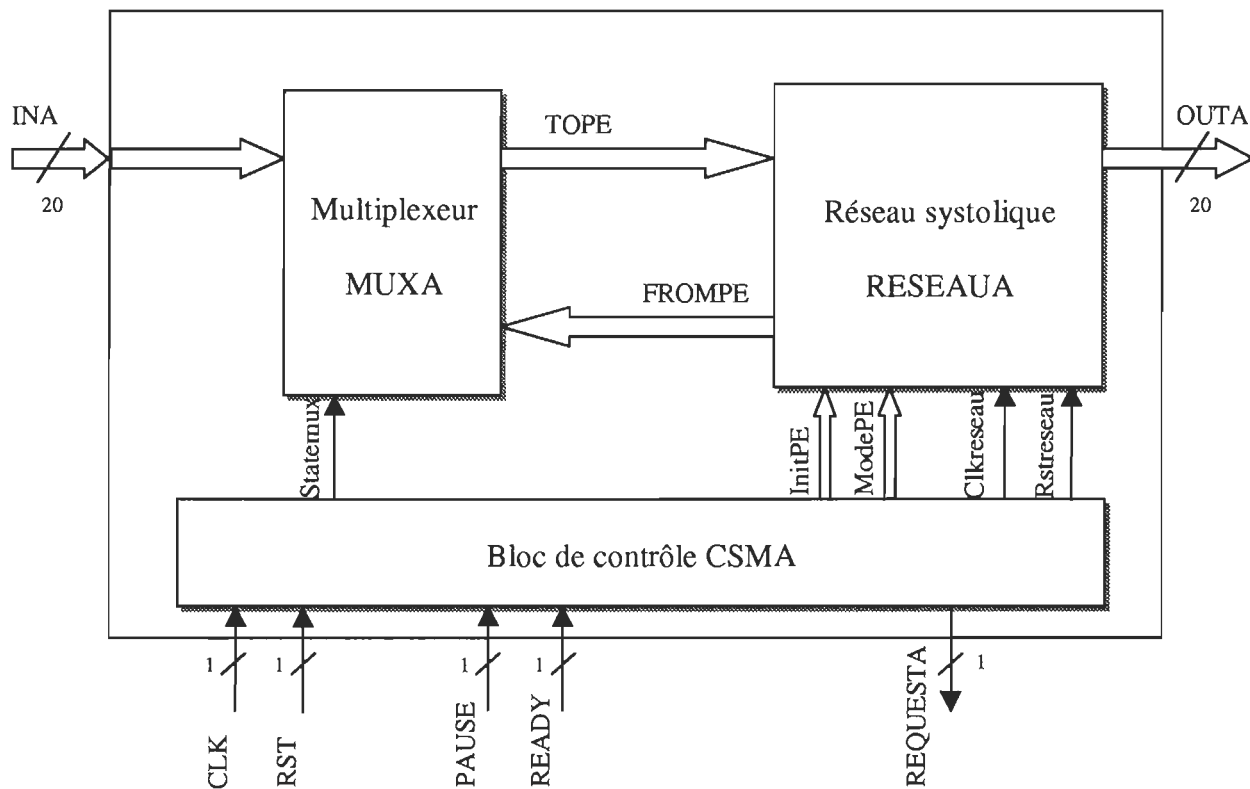 INA
20
TOPE
OUTA
20
Multiplexeur
MUXA
Réseau systolique
RESEAUA
FROMPE
Statemux
InitPE
ModePE
Clkreseau
Rstreseau
Bloc de contrôle CSMA
1
1
1
1
1
CLK
RST
PAUSE
READY
REQUESTA